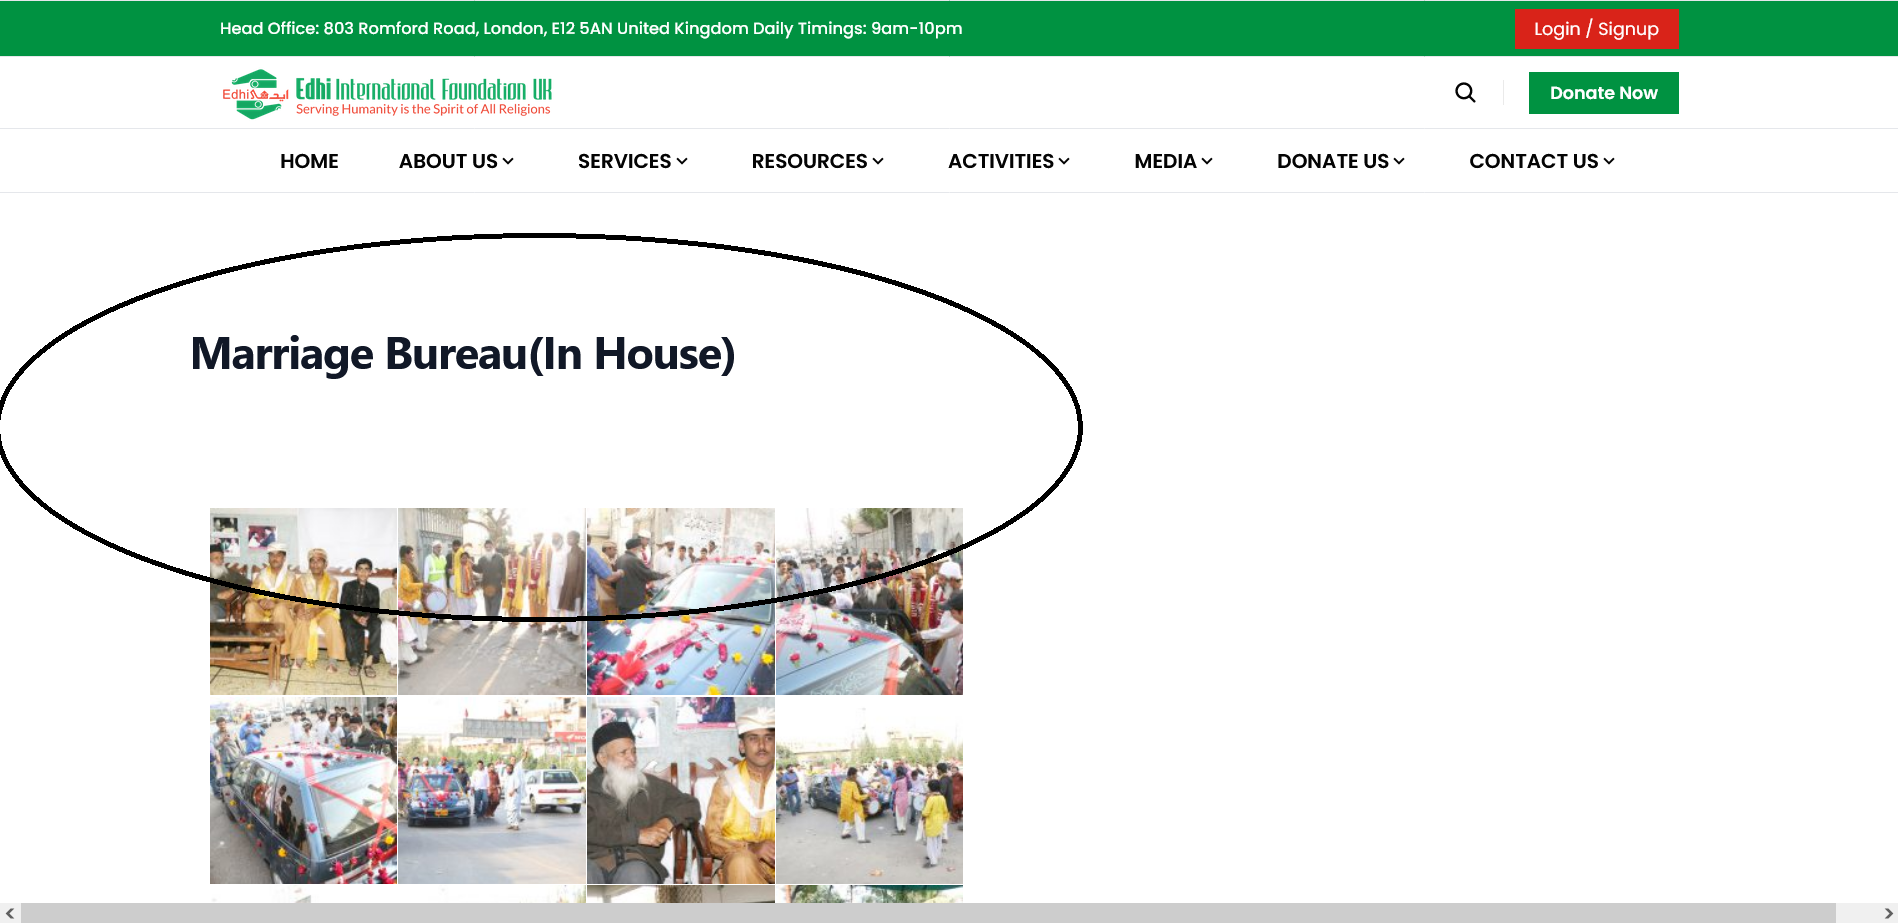 Head Office: 803 Romford Road, London, E12 5AN United Kingdom Daily Timings: 9am-10pm
Login / Signup
Edhi ایدھی
Edhi International Foundation UK
Serving Humanity is the Spirit of All Religions
Donate Now
HOME
ABOUT US
SERVICES
RESOURCES
ACTIVITIES
MEDIA
DONATE US
CONTACT US
Marriage Bureau(In House)